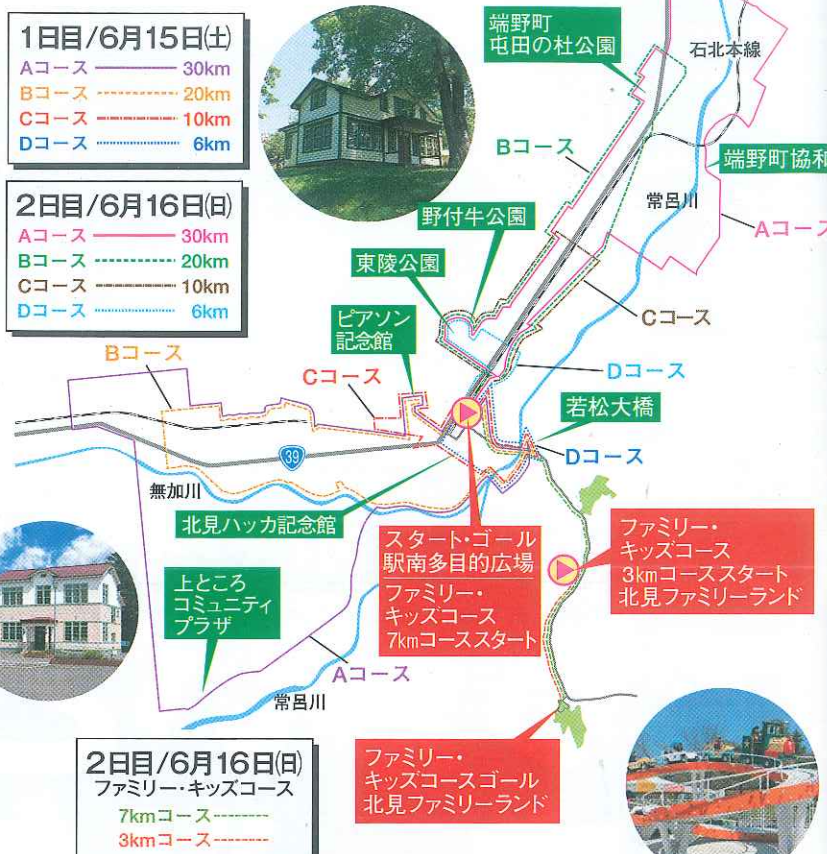 1日目/6月15日(土)
Aコース 30km
Bコース 20km
Cコース 10km
Dコース 6km
2日目/6月16日(日)
Aコース 30km
Bコース 20km
Cコース 10km
Dコース 6km
端野町
屯田の杜公園
石北本線
Bコース
端野町協和
常呂川
Aコース
野付牛公園
東陵公園
Cコース
ピアソン
記念館
Dコース
Bコース
Cコース
若松大橋
Dコース
39
無加川
北見ハッカ記念館
スタート・ゴール
駅南多目的広場
ファミリー・
キッズコース
7kmコーススタート
ファミリー・
キッズコース
3kmコーススタート
北見ファミリーランド
上ところ
コミュニティ
プラザ
Aコース
常呂川
ファミリー・
キッズコースゴール
北見ファミリーランド
2日目/6月16日(日)
ファミリー・キッズコース
7kmコース
3kmコース